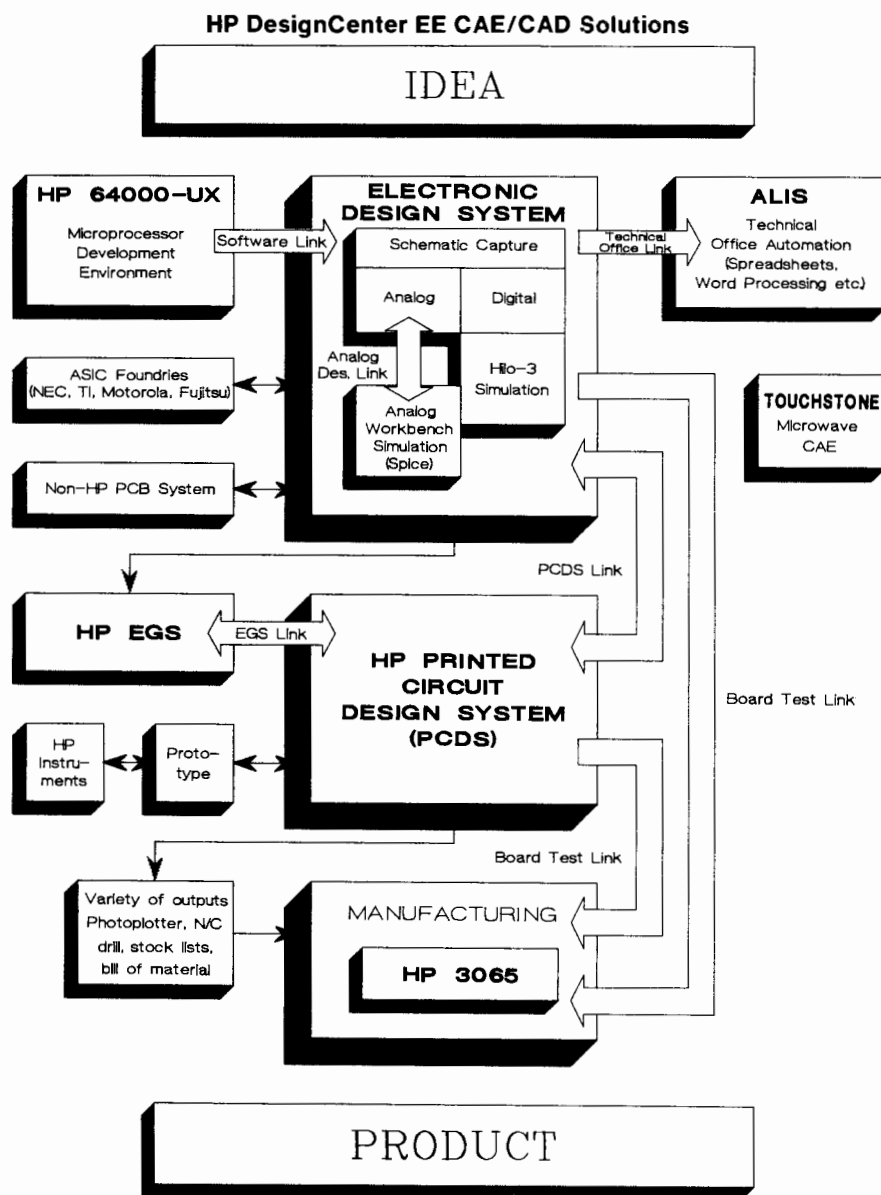 HP DesignCenter EE CAE/CAD Solutions
IDEA
HP 64000-UX
Microprocessor
Development
Environment
Software Link
ELECTRONIC
DESIGN SYSTEM
Schematic Capture
Analog
Digital
Analog
Des. Link
Hilo-3
Simulation
Analog
Workbench
Simulation
(Spice)
Technical
Office Link
ALIS
Technical
Office Automation
(Spreadsheets,
Word Processing etc)
ASIC Foundries
(NEC, TI, Motorola, Fujitsu)
TOUCHSTONE
Microwave
CAE
Non-HP PCB System
PCDS Link
HP EGS
EGS Link
HP PRINTED
CIRCUIT
DESIGN SYSTEM
(PCDS)
Board Test Link
HP
Instru-
ments
Proto-
type
Board Test Link
Variety of outputs
Photoplotter, N/C
drill, stock lists,
bill of material
MANUFACTURING
HP 3065
PRODUCT